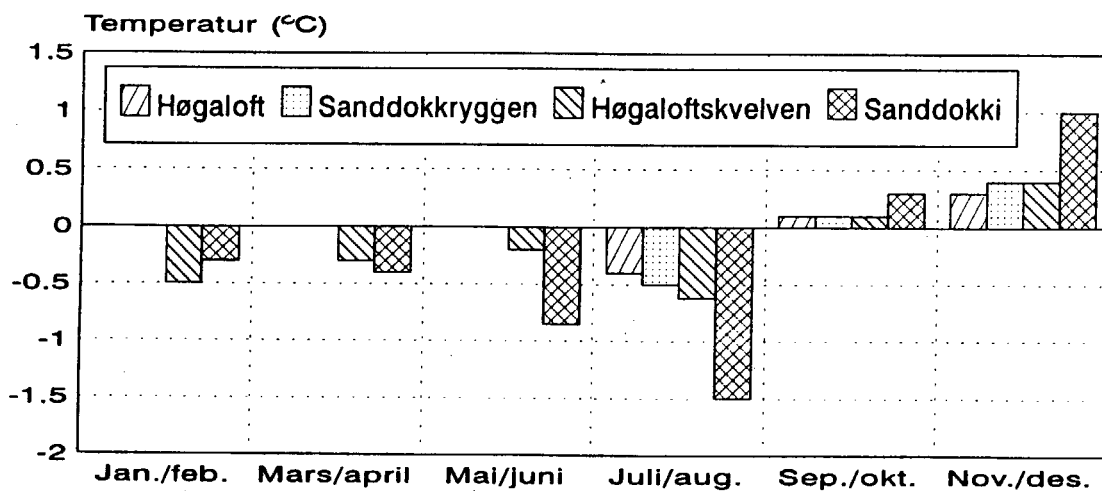 Temperatur (°C)
1.5
Høgaloft Sanddokkryggen Høgaloftskvelven Sanddokki
1
0.5
0
-0.5
-1
-1.5
-2
Jan./feb. Mars/april Mai/juni Juli/aug. Sep./okt. Nov./des.